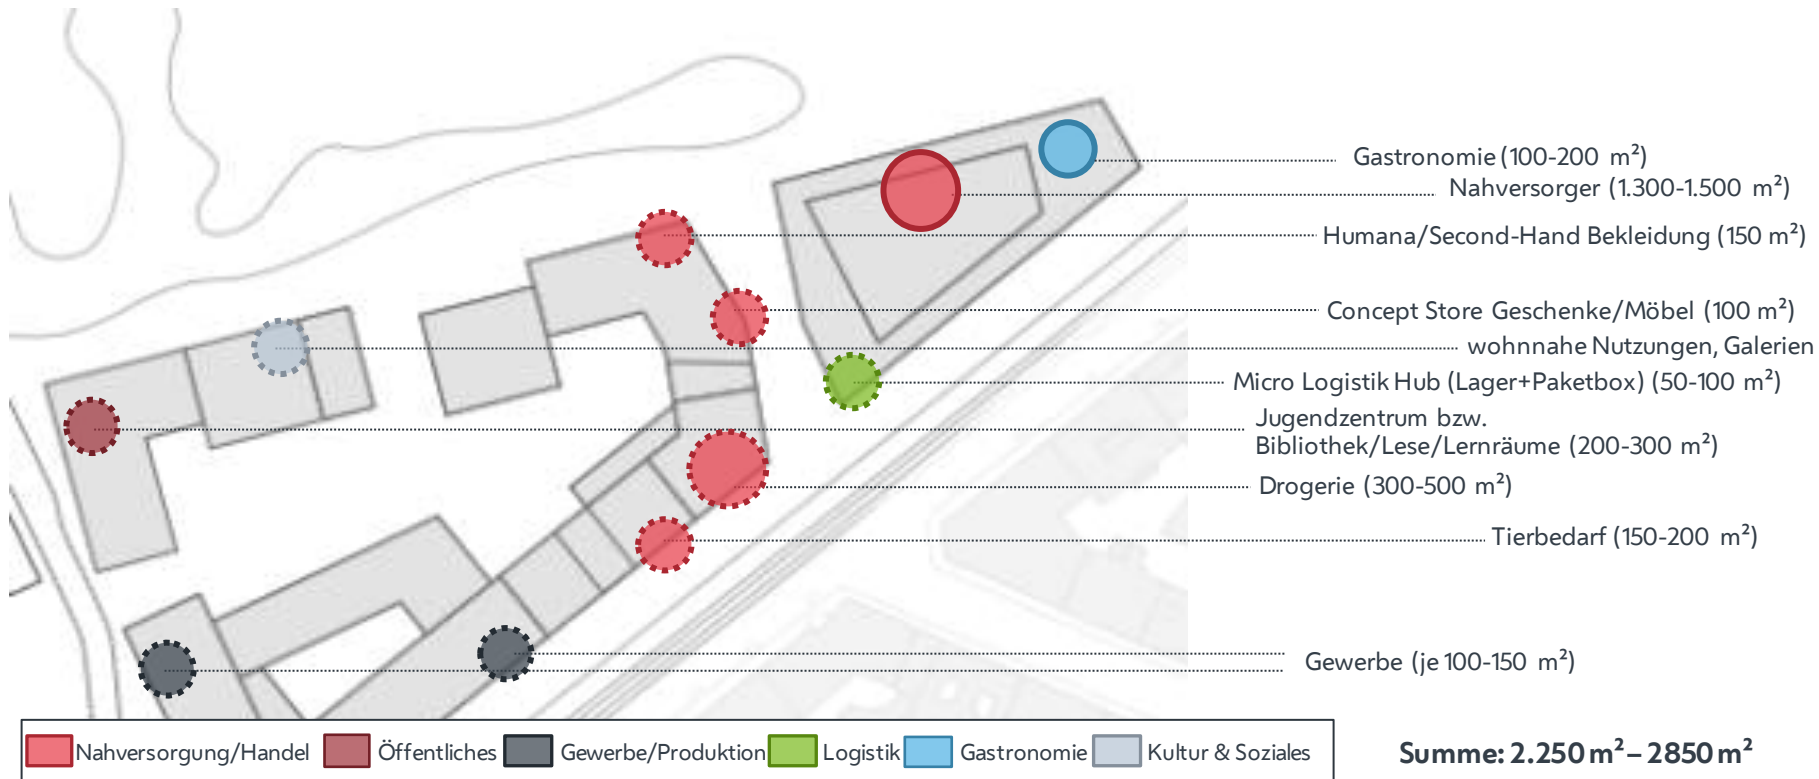 Gastronomie (100-200 m²)
Nahversorger (1.300-1.500 m²)
Humana/Second-Hand Bekleidung (150 m²)
Concept Store Geschenke/Möbel (100 m²)
wohnnahe Nutzungen, Galerien
Micro Logistik Hub (Lager+Paketbox) (50-100 m²)
Jugendzentrum bzw.
Bibliothek/Lese/Lernräume (200-300 m²)
Drogerie (300-500 m²)
Tierbedarf (150-200 m²)
Gewerbe (je 100-150 m²)
Nahversorgung/Handel Öffentliches Gewerbe/Produktion Logistik Gastronomie Kultur & Soziales
Summe: 2.250 m² – 2850 m²